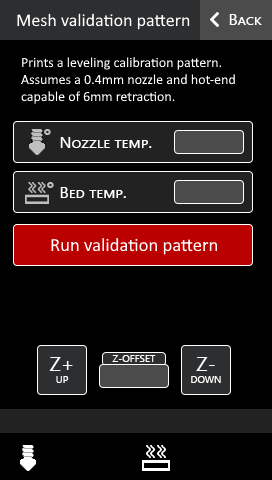 Mesh validation pattern
Back
Prints a leveling calibration pattern.
Assumes a 0.4mm nozzle and hot-end
capable of 6mm retraction.
Nozzle temp.
Bed temp.
Run validation pattern
Z+
UP
Z-OFFSET
Z-
DOWN